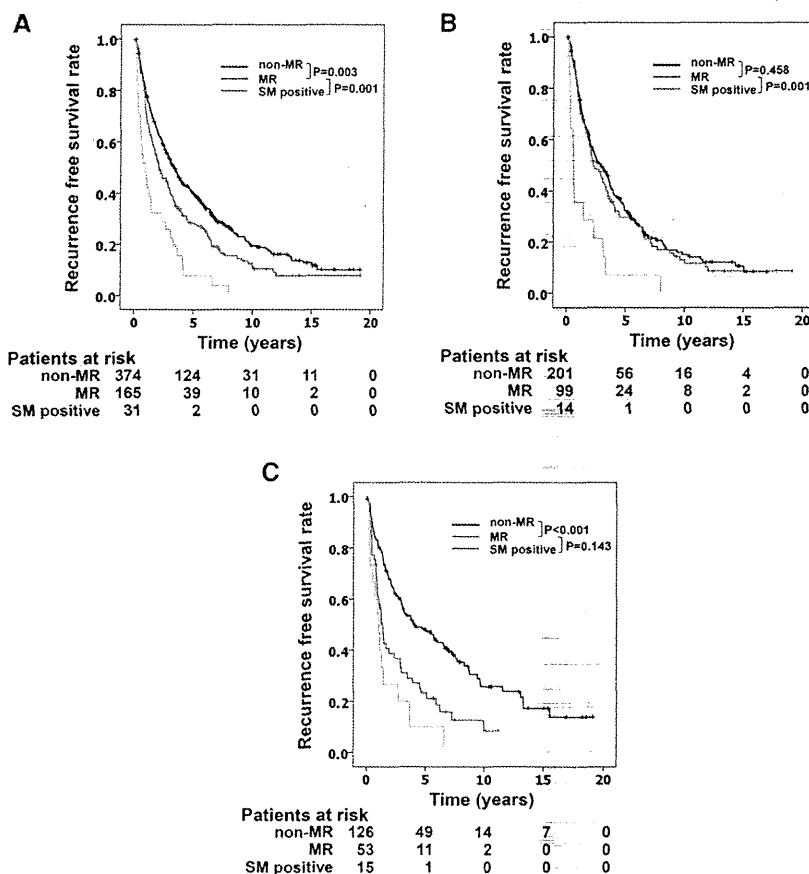 A
Recurrence free survival rate
1.0
0.8
0.6
0.4
0.2
0.0
non-MR
MR
SM positive
P=0.003
P=0.001
0 5 10 15 20
Time (years)
Patients at risk
non-MR 374 124 31 11 0
MR 165 39 10 2 0
SM positive 31 2 0 0 0
B
Recurrence free survival rate
1.0
0.8
0.6
0.4
0.2
0.0
non-MR
MR
SM positive
P=0.458
P=0.001
0 5 10 15 20
Time (years)
Patients at risk
non-MR 201 56 16 4 0
MR 99 24 8 2 0
SM positive 14 1 0 0 0
C
Recurrence free survival rate
1.0
0.8
0.6
0.4
0.2
0.0
non-MR
MR
SM positive
P<0.001
P=0.143
0 5 10 15 20
Time (years)
Patients at risk
non-MR 126 49 14 7 0
MR 53 11 2 0 0
SM positive 15 1 0 0 0